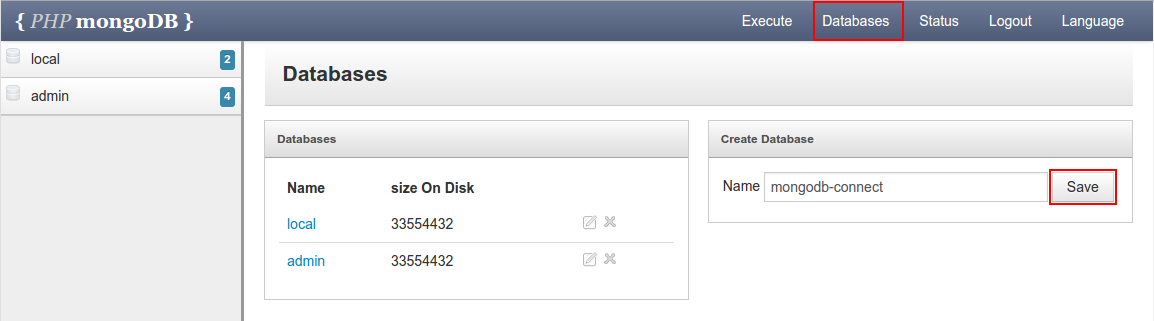 { PHP mongoDB } Execute Databases Status Logout Language
local 2
admin 4
Databases
Databases
Name size On Disk
local 33554432
admin 33554432
Create Database
Name mongodb-connect Save